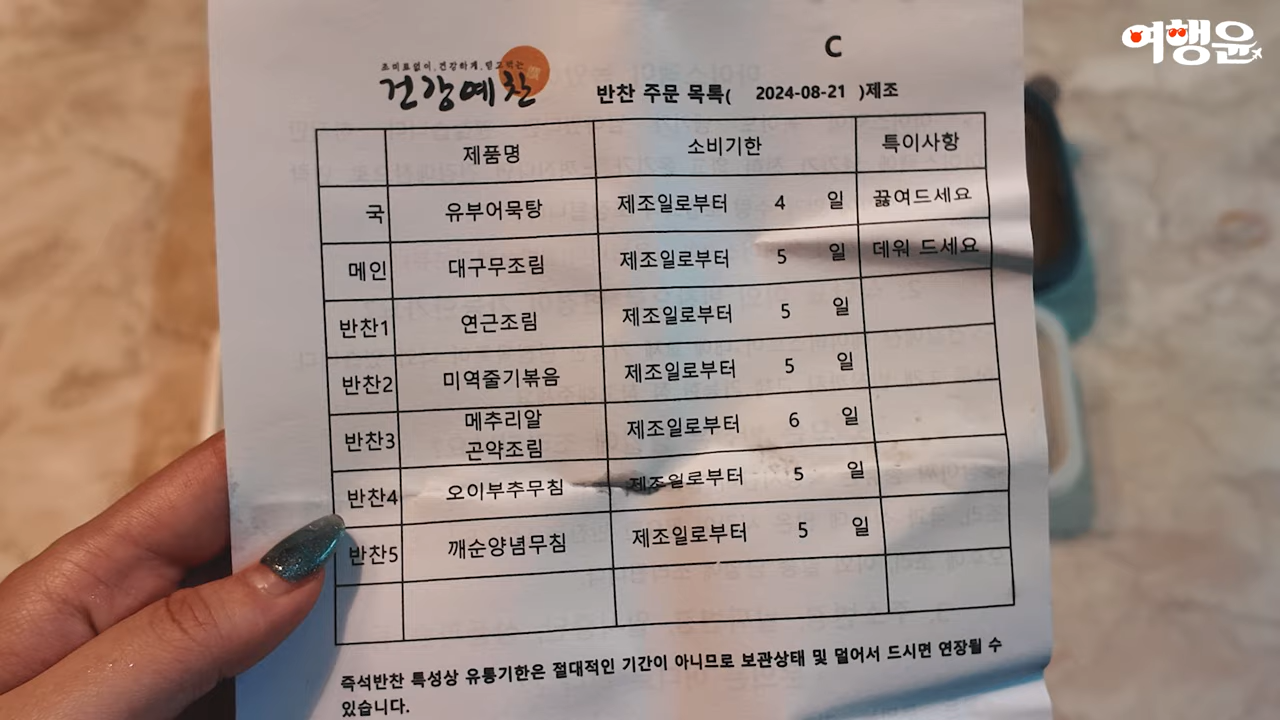 여행윤
C
조미료없이, 건강하게, 믿고먹는
건강예찬
반찬 주문 목록( 2024-08-21 )제조
제품명 소비기한 특이사항
국 유부어묵탕 제조일로부터 4 일 끓여드세요
메인 대구무조림 제조일로부터 5 일 데워 드세요
반찬1 연근조림 제조일로부터 5 일
반찬2 미역줄기볶음 제조일로부터 5 일
반찬3 메추리알
곤약조림 제조일로부터 6 일
반찬4 오이부추무침 제조일로부터 5 일
반찬5 깨순양념무침 제조일로부터 5 일
즉석반찬 특성상 유통기한은 절대적인 기간이 아니므로 보관상태 및 덜어서 드시면 연장될 수
있습니다.